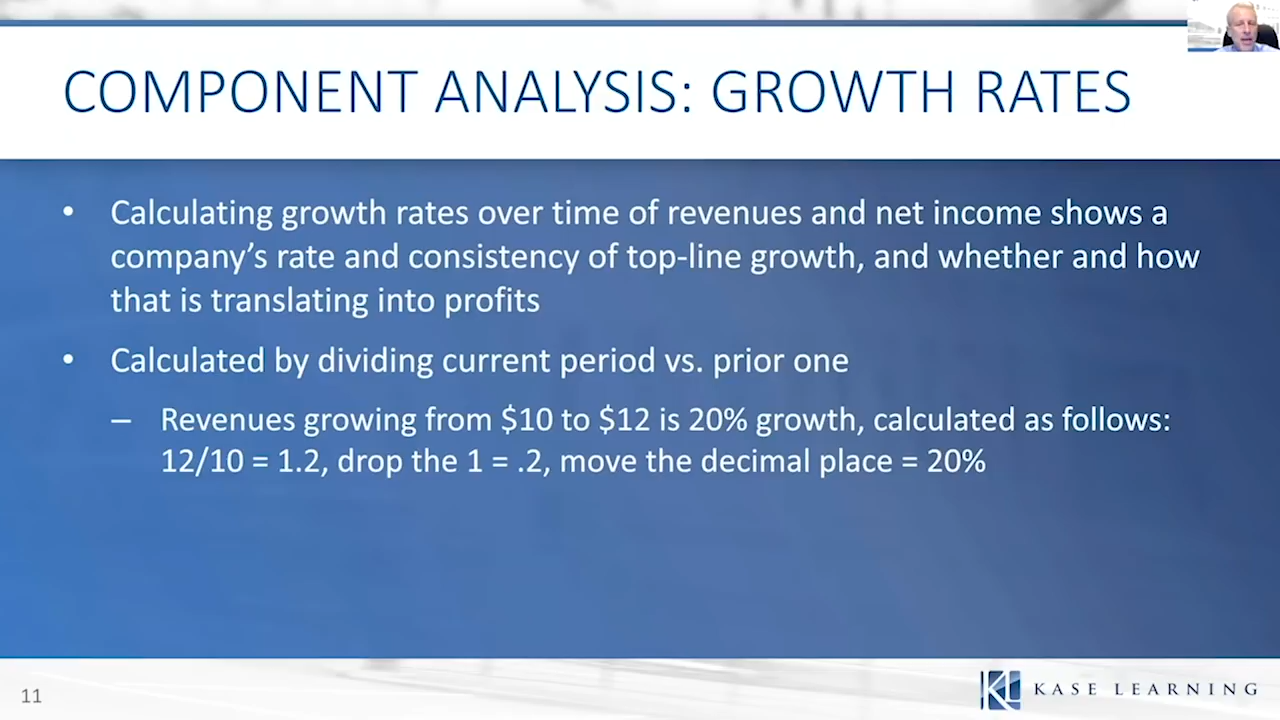 COMPONENT ANALYSIS: GROWTH RATES
• Calculating growth rates over time of revenues and net income shows a
company’s rate and consistency of top-line growth, and whether and how
that is translating into profits
• Calculated by dividing current period vs. prior one
– Revenues growing from $10 to $12 is 20% growth, calculated as follows:
12/10 = 1.2, drop the 1 = .2, move the decimal place = 20%
11
KL KASE LEARNING